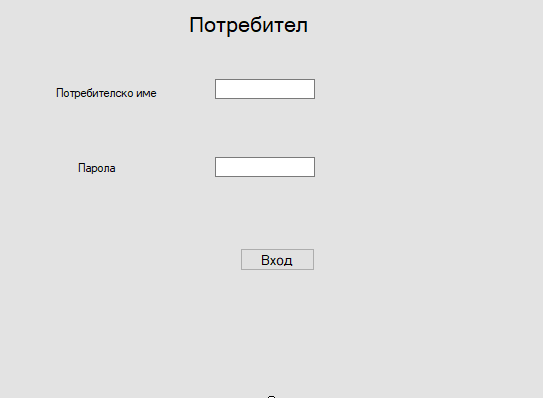 Потребител
Потребителско име
Парола
Вход